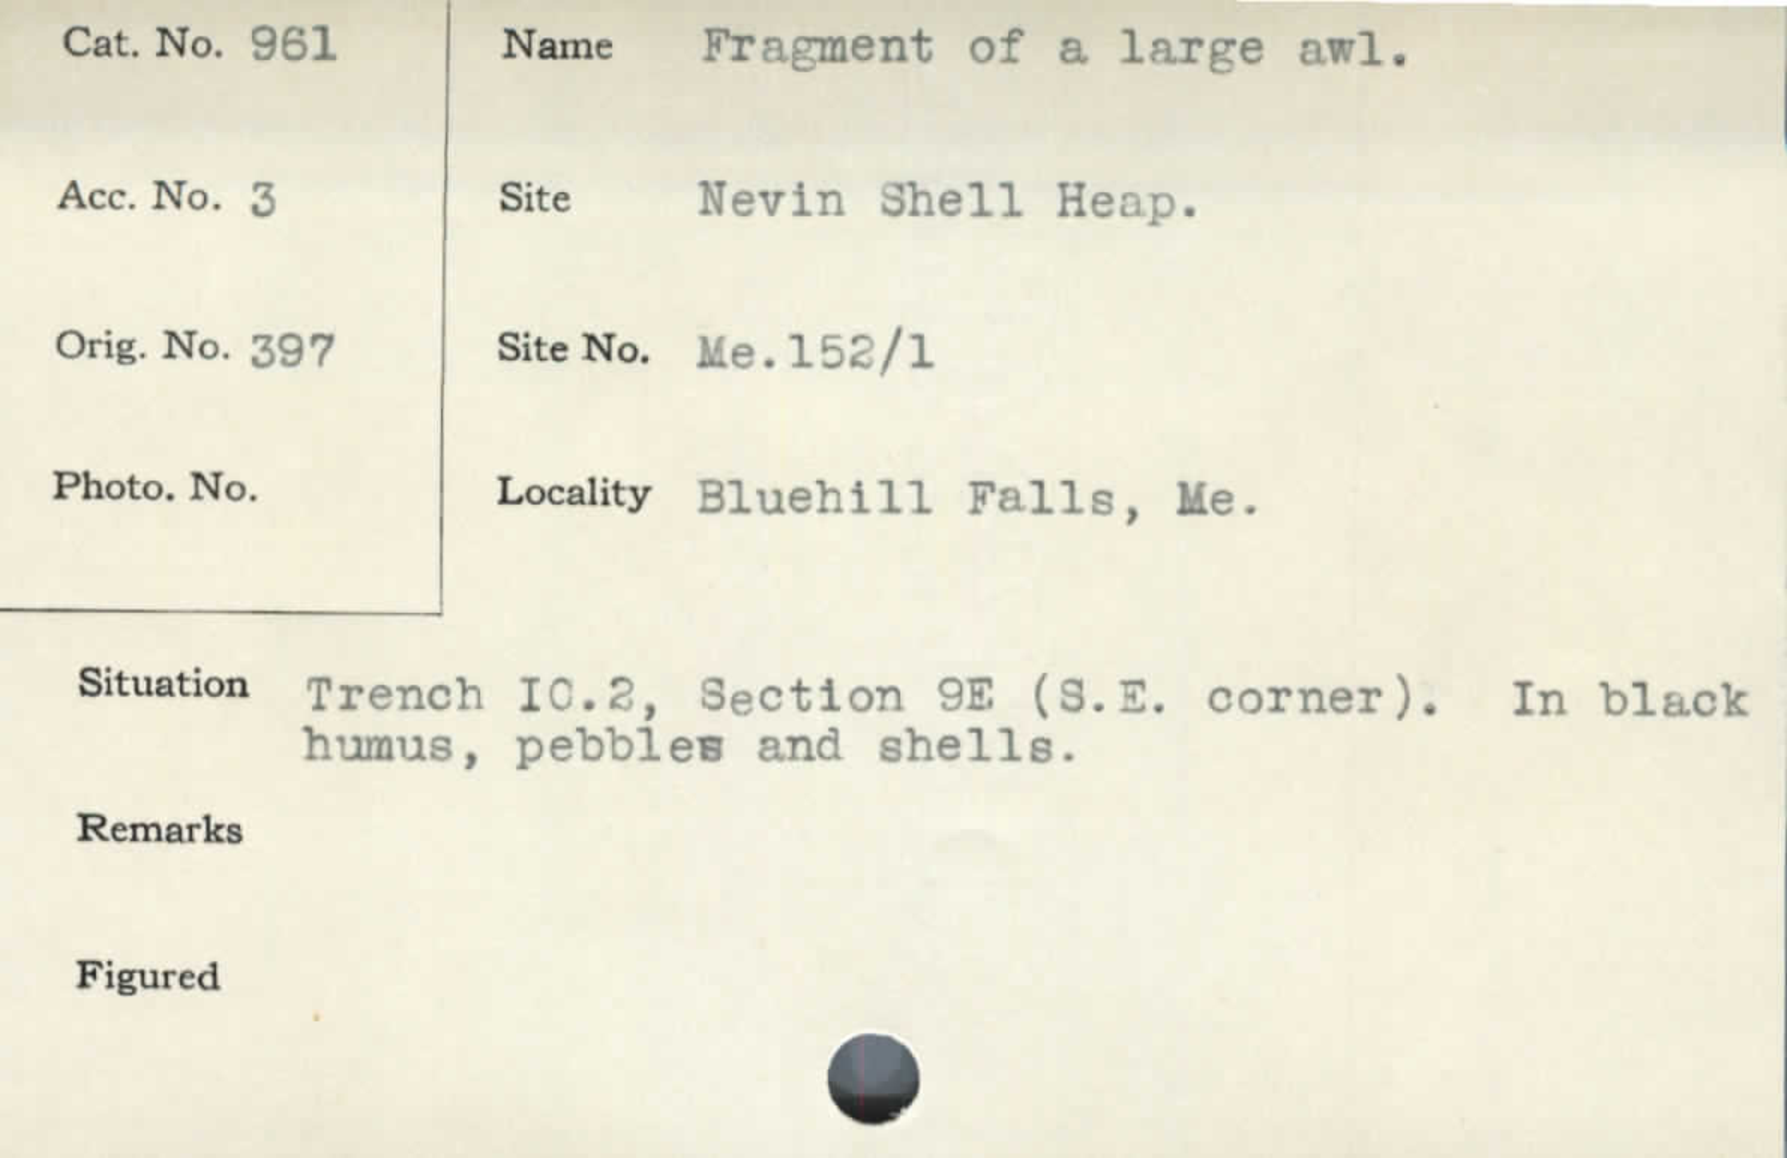 Cat. No. 961 Name Fragment of a large awl.
Acc. No. 3 Site Nevin Shell Heap.
Orig. No. 397 Site No. Me.152/1
Photo. No. Locality Bluehill Falls, Me.
Situation Trench IC.2, Section 9E (S.E. corner). In black
humus, pebbles and shells.
Remarks
Figured